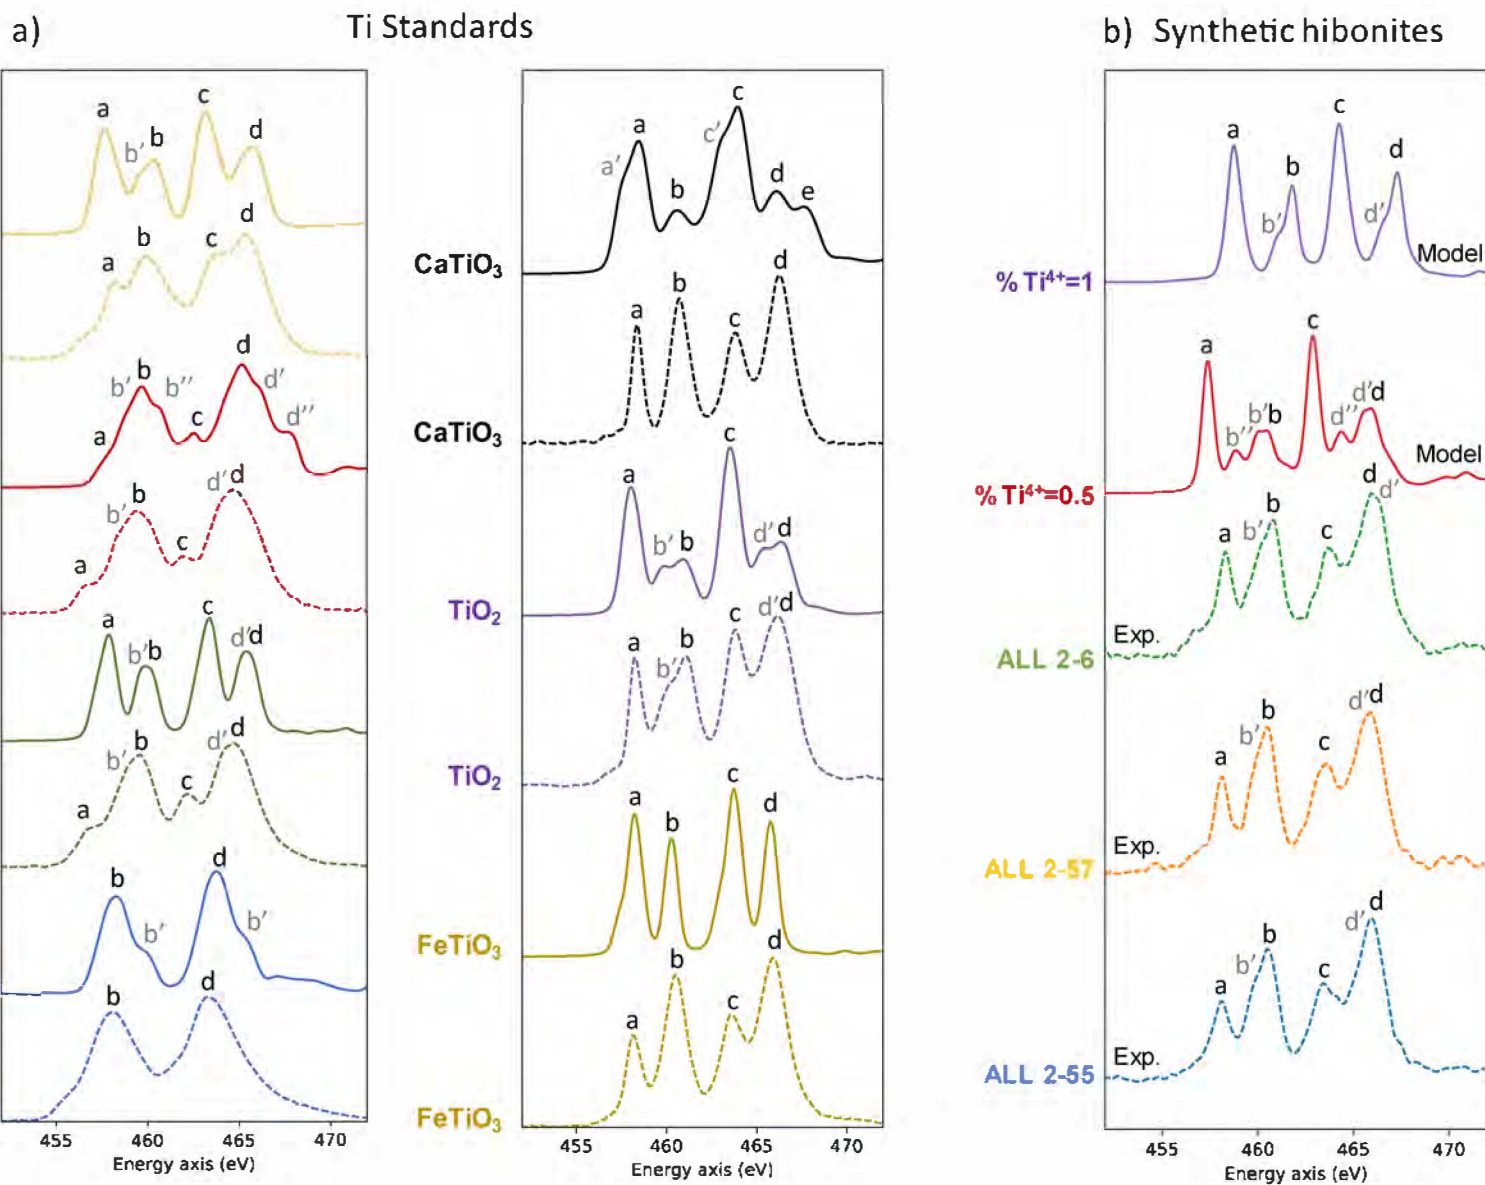 a) Ti Standards
b) Synthetic hibonites
a b' b c d
a b c d
a b' b b'' c d d' d''
a b' b c d' d
a b' b c d' d
a b' b c d' d
b b' d b'
b d
455 460 465 470
Energy axis (eV)
CaTiO3
a' a b c' c d e
CaTiO3
a b c d
TiO2
a b' b c d' d
TiO2
a b' b c d' d
FeTiO3
a b c d
FeTiO3
a b c d
455 460 465 470
Energy axis (eV)
% Ti4+=1
a b' b c d' d
Model
% Ti4+=0.5
a b'' b' b c d'' d' d
Model
ALL 2-6
Exp.
a b' b c d d'
ALL 2-57
Exp.
a b' b c d' d
ALL 2-55
Exp.
a b' b c d' d
455 460 465 470
Energy axis (eV)